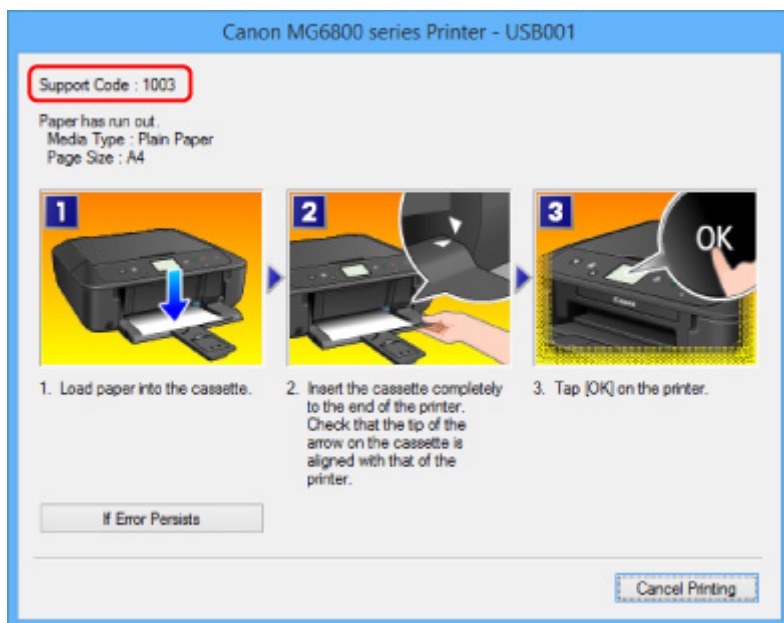 Canon MG6800 series Printer - USB001
Support Code : 1003
Paper has run out.
Media Type : Plain Paper
Page Size : A4
1
2
3
OK
Canon
1. Load paper into the cassette.
2. Insert the cassette completely
to the end of the printer.
Check that the tip of the
arrow on the cassette is
aligned with that of the
printer.
3. Tap [OK] on the printer.
If Error Persists
Cancel Printing